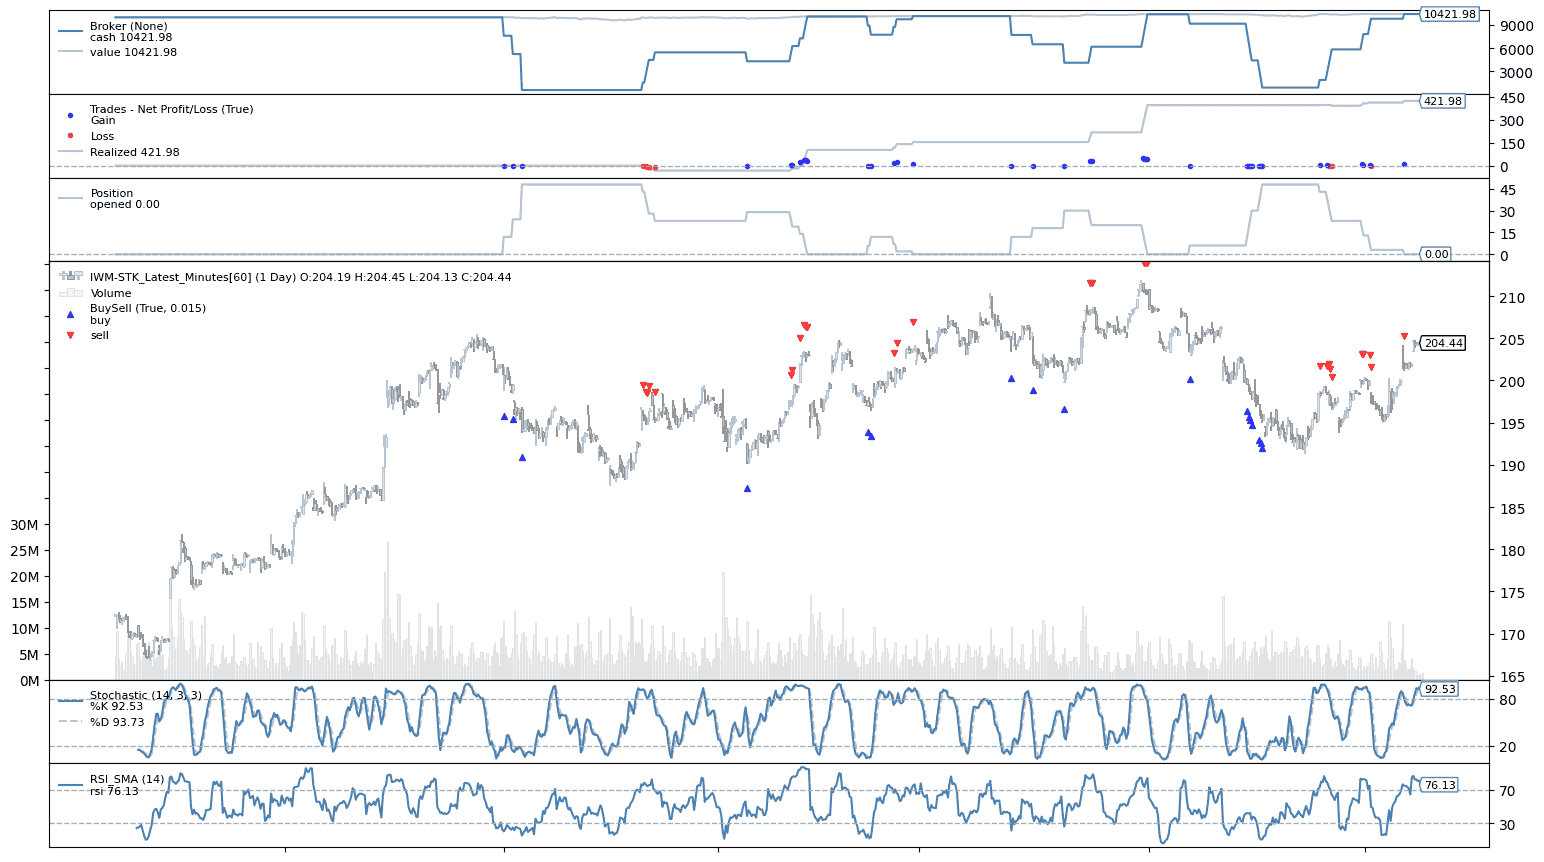 Broker (None)
cash 10421.98
value 10421.98
10421.98
9000
6000
3000
Trades - Net Profit/Loss (True)
Gain
Loss
Realized 421.98
450
421.98
300
150
0
Position
opened 0.00
45
30
15
0
0.00
IWM-STK_Latest_Minutes[60] (1 Day) O:204.19 H:204.45 L:204.13 C:204.44
Volume
BuySell (True, 0.015)
buy
sell
210
205
204.44
200
195
190
185
180
175
170
165
30M
25M
20M
15M
10M
5M
0M
Stochastic (14, 3, 3)
%K 92.53
%D 93.73
92.53
80
20
RSI_SMA (14)
rsi 76.13
76.13
70
30